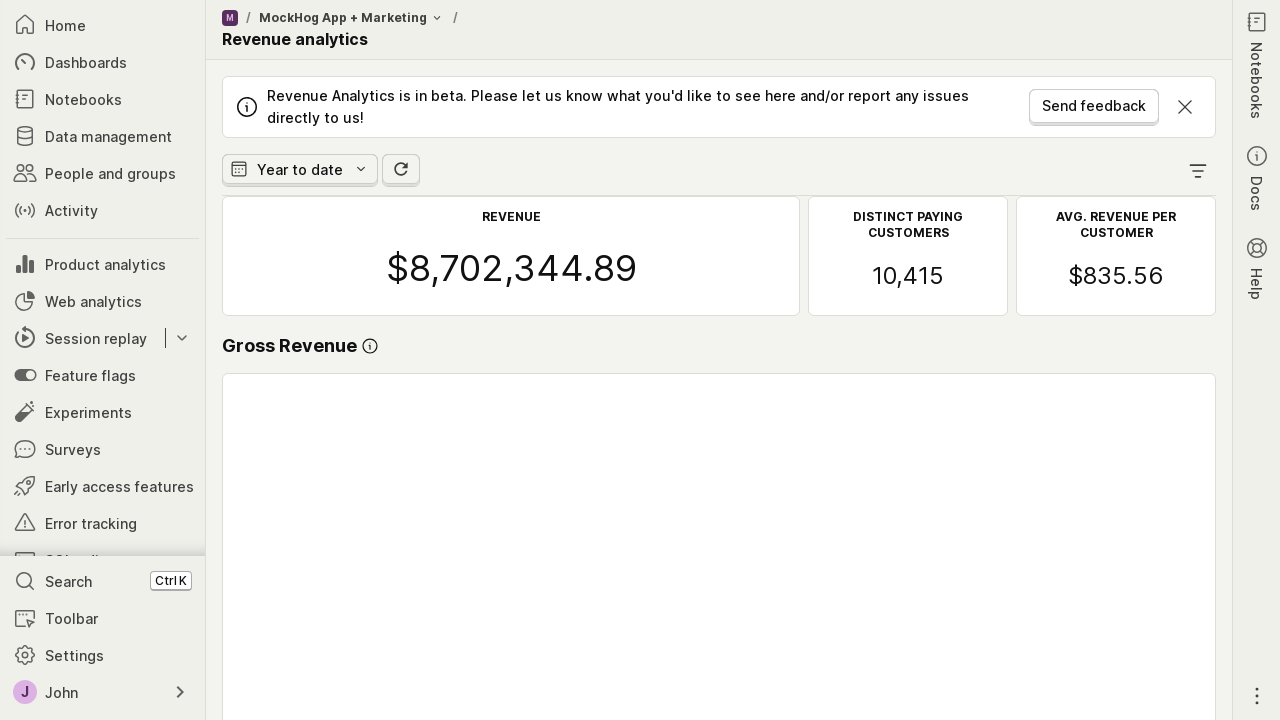 Home
Dashboards
Notebooks
Data management
People and groups
Activity
Product analytics
Web analytics
Session replay
Feature flags
Experiments
Surveys
Early access features
Error tracking
Search Ctrl K
Toolbar
Settings
J John
M / MockHog App + Marketing /
Revenue analytics
Revenue Analytics is in beta. Please let us know what you'd like to see here and/or report any issues
directly to us!
Send feedback
Year to date
REVENUE
$8,702,344.89
DISTINCT PAYING
CUSTOMERS
10,415
AVG. REVENUE PER
CUSTOMER
$835.56
Gross Revenue
Notebooks
Docs
Help